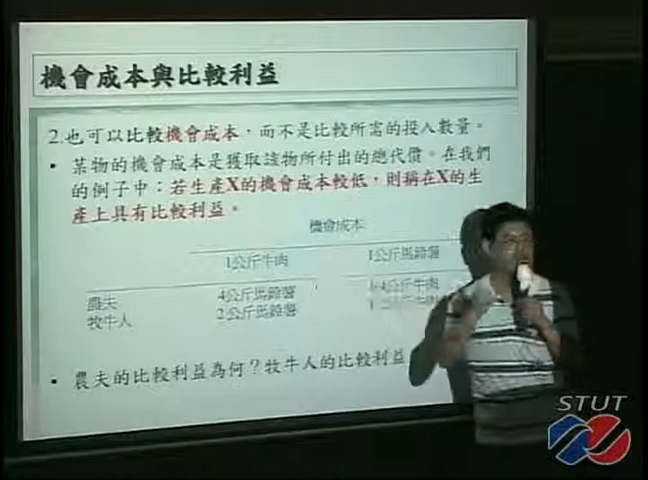 機會成本與比較利益
2.也可以比較機會成本，而不是比較所需的投入數量。
• 某物的機會成本是獲取該物所付出的總代價。在我們
的例子中：若生產X的機會成本較低，則稱在X的生
產上具有比較利益。
機會成本
1公斤牛肉 1公斤馬鈴薯
農夫 4公斤馬鈴薯 1/4公斤牛肉
牧牛人 2公斤馬鈴薯
• 農夫的比較利益為何？牧牛人的比較利益
STUT